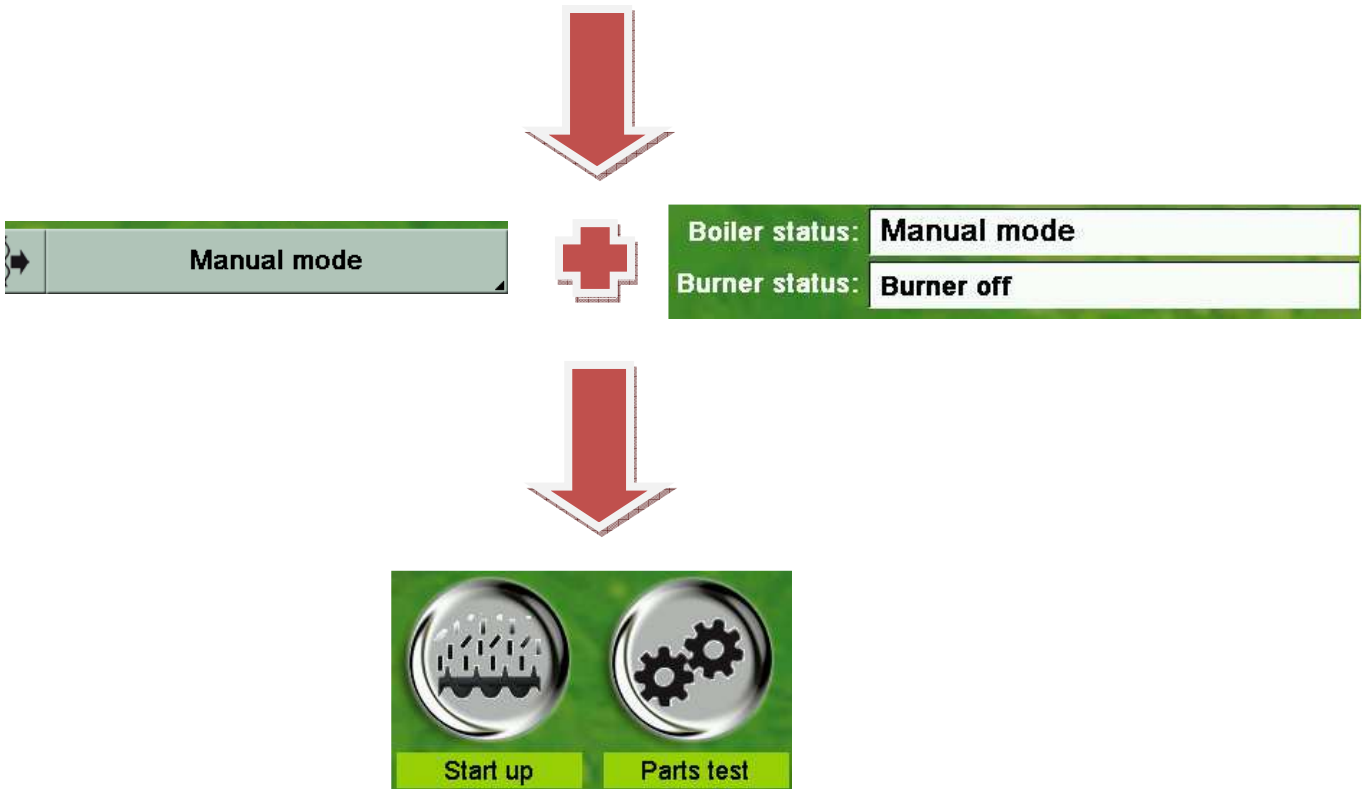 Manual mode
Boiler status: Manual mode
Burner status: Burner off
Start up
Parts test